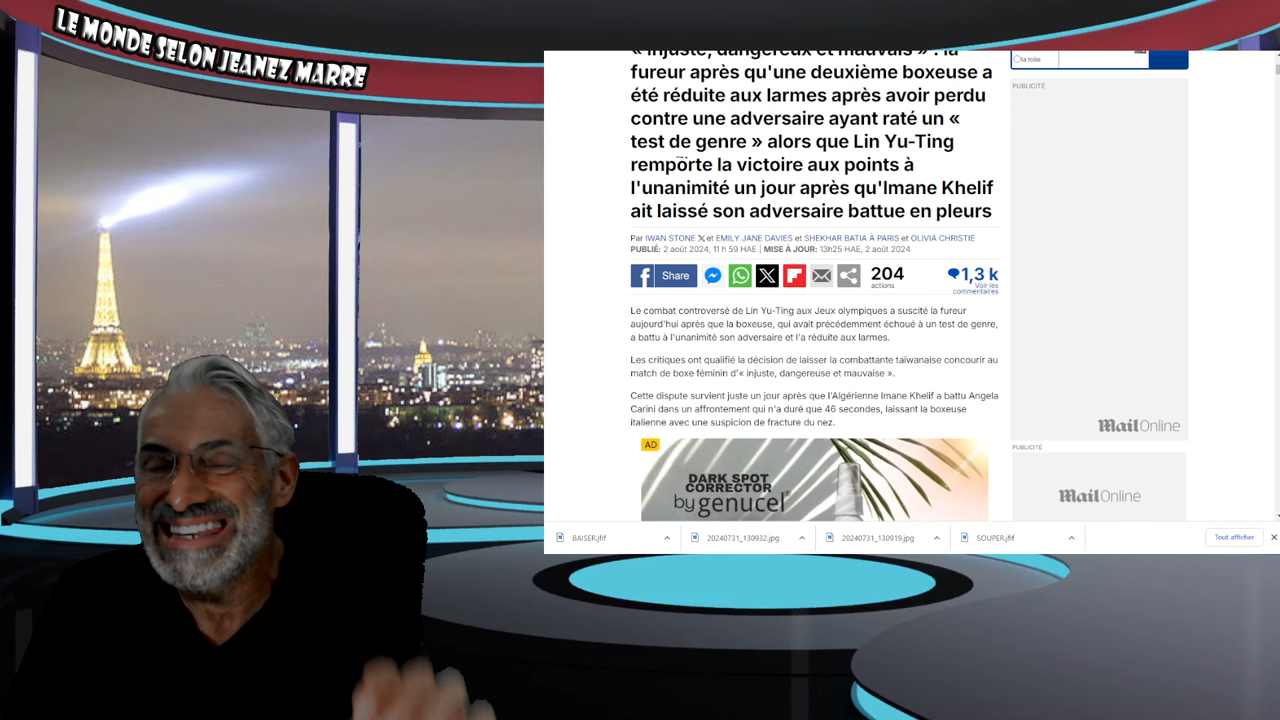 LE MONDE SELON JEANEZ MARRE
« injuste, dangereux et mauvais » : la
fureur après qu'une deuxième boxeuse a
été réduite aux larmes après avoir perdu
contre une adversaire ayant raté un «
test de genre » alors que Lin Yu-Ting
remporte la victoire aux points à
l'unanimité un jour après qu'Imane Khelif
ait laissé son adversaire battue en pleurs
Par IWAN STONE X et EMILY JANE DAVIES et SHEKHAR BATIA À PARIS et OLIVIA CHRISTIE
PUBLIÉ: 2 août 2024, 11 h 59 HAE | MISE À JOUR: 13h25 HAE, 2 août 2024
Share
204
actions
1,3 k
Voir les
commentaires
Le combat controversé de Lin Yu-Ting aux Jeux olympiques a suscité la fureur
aujourd'hui après que la boxeuse, qui avait précédemment échoué à un test de genre,
a battu à l'unanimité son adversaire et l'a réduite aux larmes.
Les critiques ont qualifié la décision de laisser la combattante taïwanaise concourir au
match de boxe féminin d'« injuste, dangereuse et mauvaise ».
Cette dispute survient juste un jour après que l'Algérienne Imane Khelif a battu Angela
Carini dans un affrontement qui n'a duré que 46 secondes, laissant la boxeuse
italienne avec une suspicion de fracture du nez.
AD
DARK SPOT
CORRECTOR
by genucel
la toile
PUBLICITÉ
Mail Online
PUBLICITÉ
Mail Online
BAISER.jfif
20240731_130932.jpg
20240731_130919.jpg
SOUPER.jfif
Tout afficher